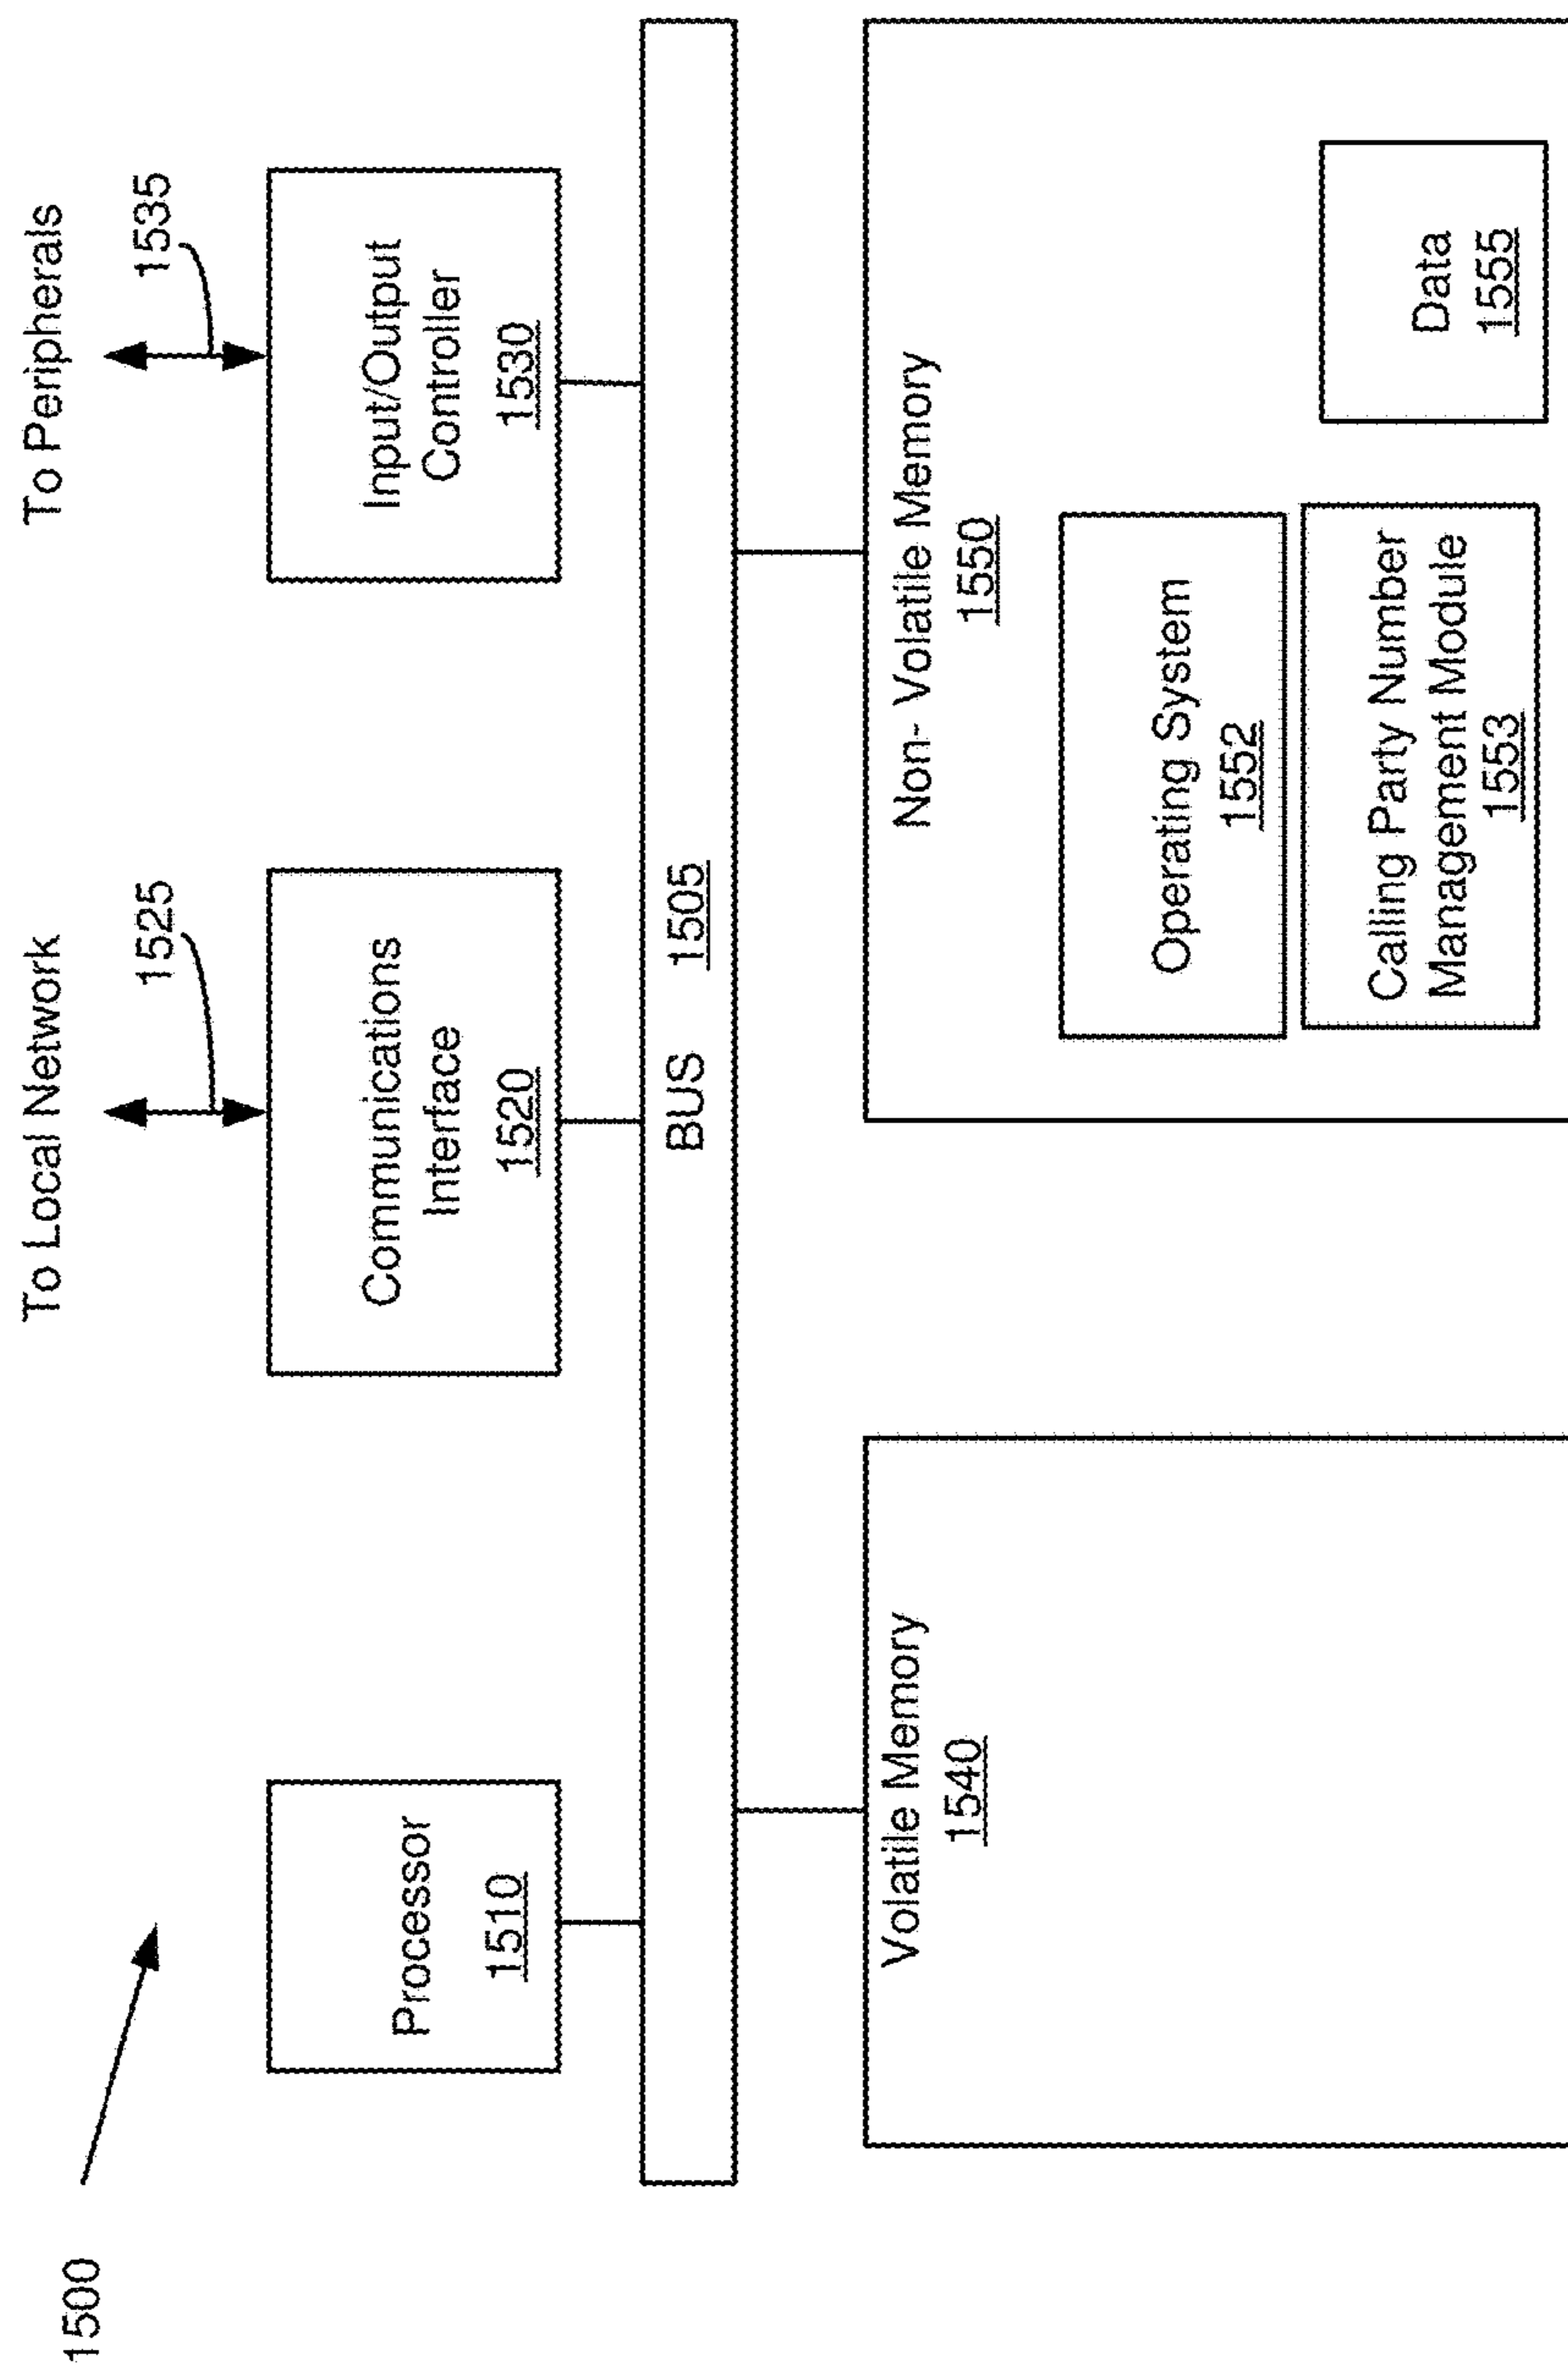 1500
To Local Network
To Peripherals
1525
1535
Processor
1510
Communications
Interface
1520
Input/Output
Controller
1530
BUS 1505
Volatile Memory
1540
Non- Volatile Memory
1550
Operating System
1552
Calling Party Number
Management Module
1553
Data
1555